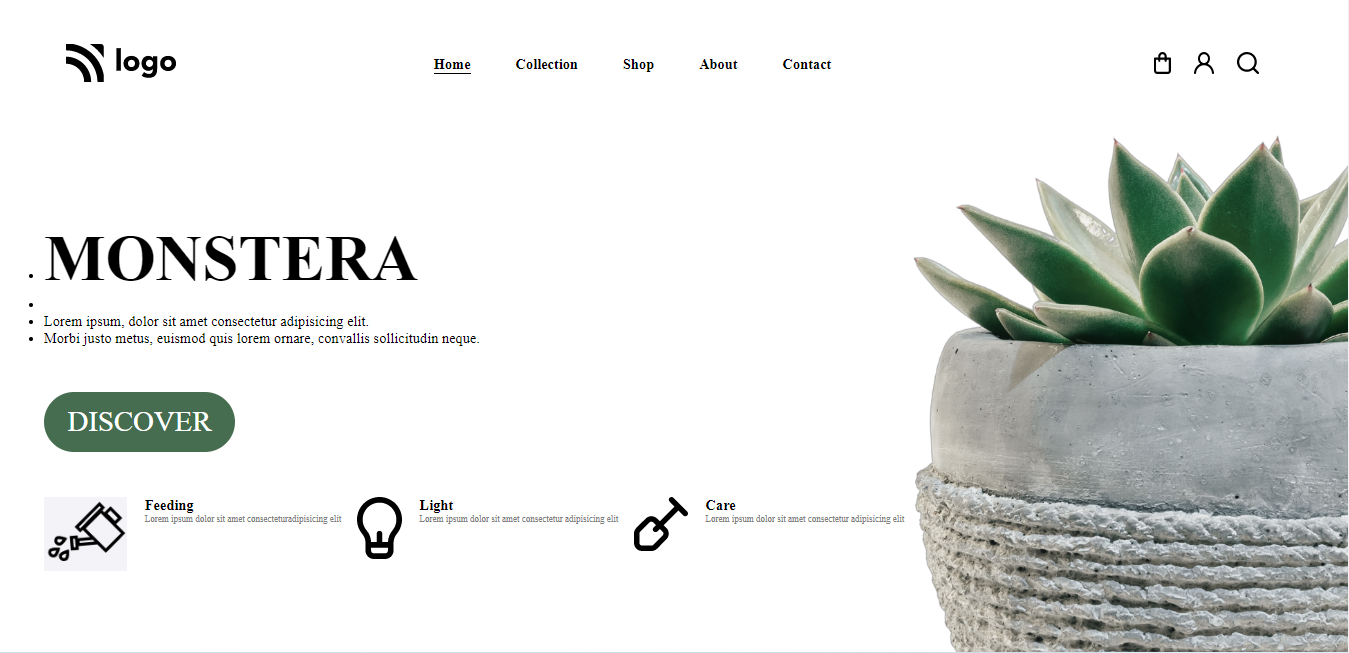 logo
Home Collection Shop About Contact
MONSTERA
Lorem ipsum, dolor sit amet consectetur adipisicing elit.
Morbi justo metus, euismod quis lorem ornare, convallis sollicitudin neque.
DISCOVER
Feeding
Lorem ipsum dolor sit amet consecteturadipisicing elit
Light
Lorem ipsum dolor sit amet consectetur adipisicing elit
Care
Lorem ipsum dolor sit amet consectetur adipisicing elit